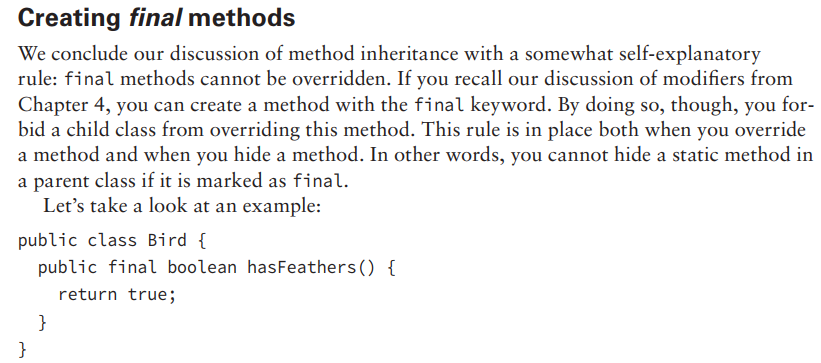 Creating final methods
We conclude our discussion of method inheritance with a somewhat self-explanatory
rule: final methods cannot be overridden. If you recall our discussion of modifiers from
Chapter 4, you can create a method with the final keyword. By doing so, though, you for-
bid a child class from overriding this method. This rule is in place both when you override
a method and when you hide a method. In other words, you cannot hide a static method in
a parent class if it is marked as final.
Let’s take a look at an example:
public class Bird {
public final boolean hasFeathers() {
return true;
}
}